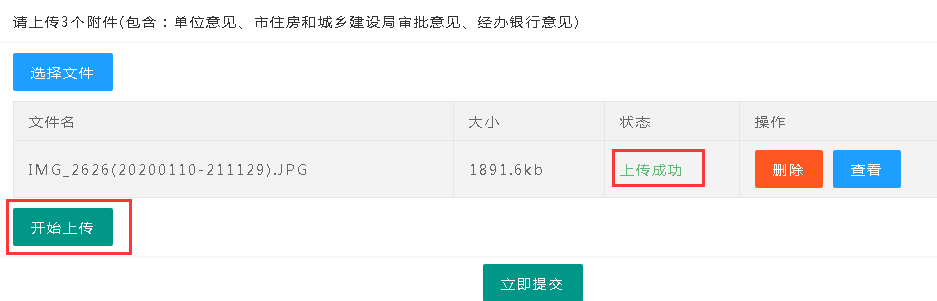 请上传3个附件(包含：单位意见、市住房和城乡建设局审批意见、经办银行意见)
选择文件
文件名 大小 状态 操作
IMG_2626(20200110-211129).JPG 1891.6kb 上传成功 删除 查看
开始上传
立即提交